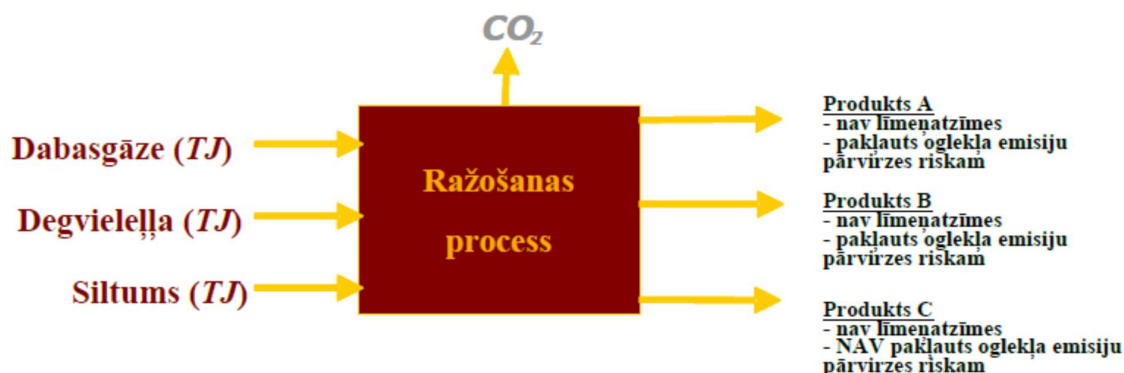 CO₂
Dabasgāze (TJ)
Degvieleļļa (TJ)
Siltums (TJ)
Ražošanas
process
Produkts A
- nav līmeņatzīmes
- pakļauts oglekļa emisiju
pārvirzes riskam
Produkts B
- nav līmeņatzīmes
- pakļauts oglekļa emisiju
pārvirzes riskam
Produkts C
- nav līmeņatzīmes
- NAV pakļauts oglekļa emisiju
pārvirzes riskam